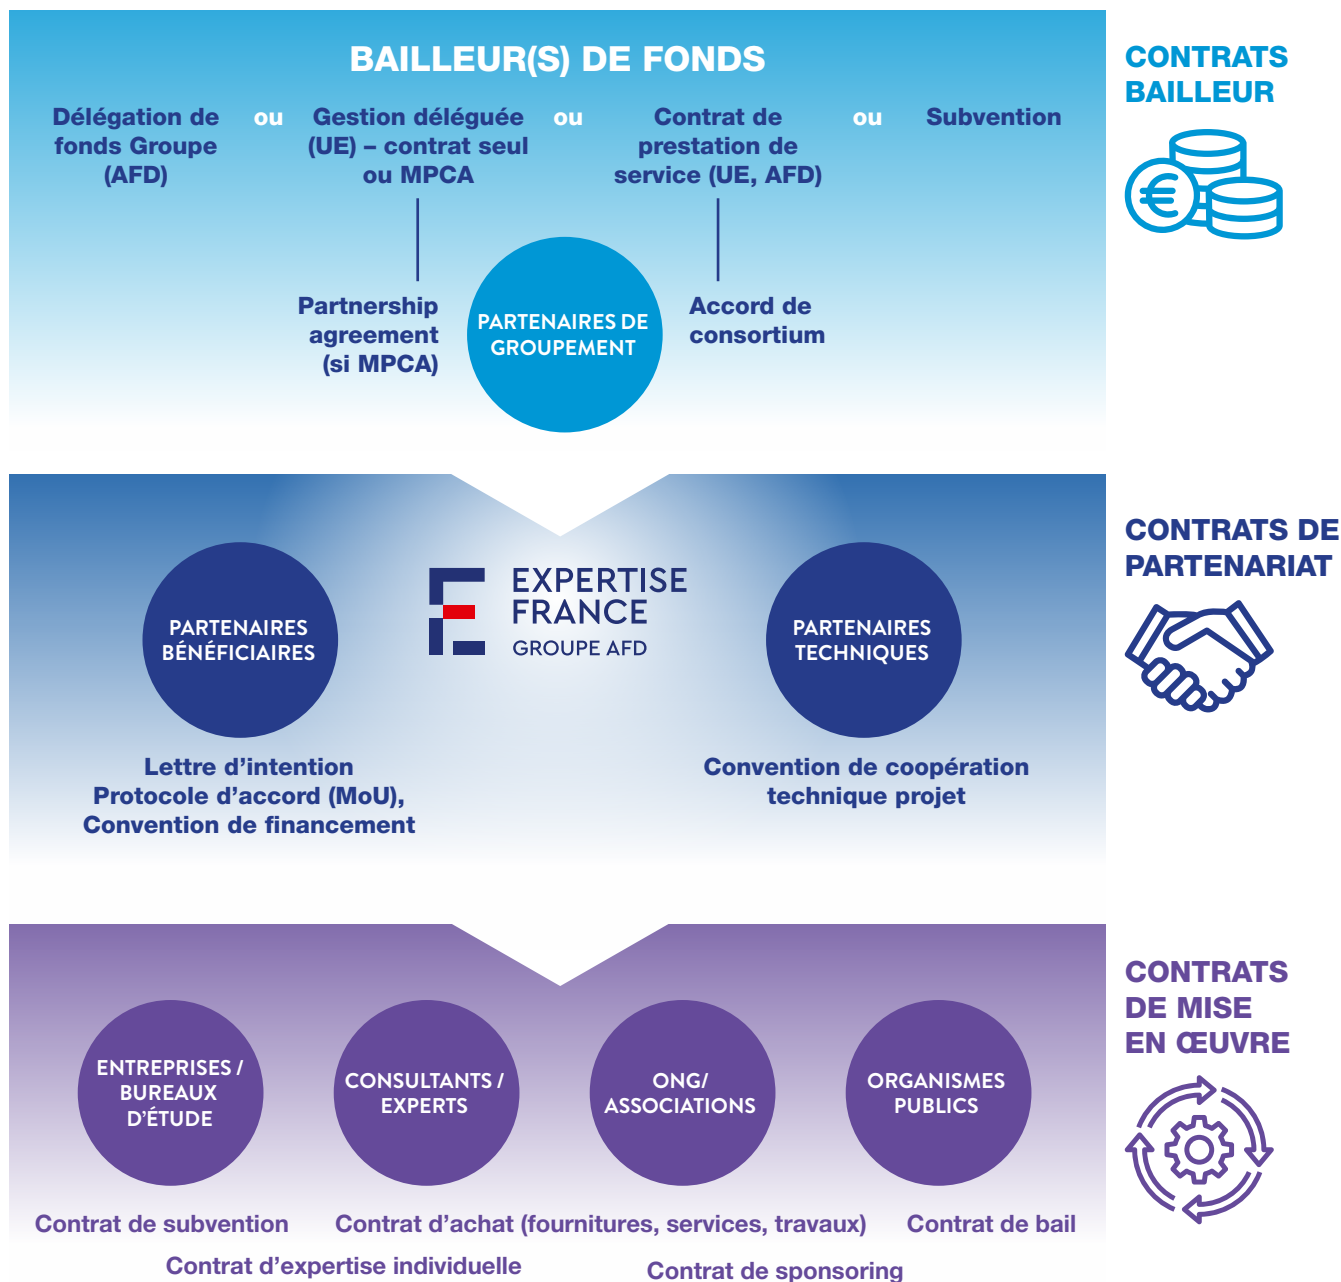 BAILLEUR(S) DE FONDS
Délégation de
fonds Groupe
(AFD)
ou
Gestion déléguée
(UE) – contrat seul
ou MPCA
ou
Contrat de
prestation de
service (UE, AFD)
ou
Subvention
Partnership
agreement
(si MPCA)
PARTENAIRES DE
GROUPEMENT
Accord de
consortium
CONTRATS
BAILLEUR
€
PARTENAIRES
BÉNÉFICIAIRES
EXPERTISE
FRANCE
GROUPE AFD
PARTENAIRES
TECHNIQUES
Lettre d’intention
Protocole d’accord (MoU),
Convention de financement
Convention de coopération
technique projet
CONTRATS DE
PARTENARIAT
ENTREPRISES /
BUREAUX
D’ÉTUDE
CONSULTANTS /
EXPERTS
ONG/
ASSOCIATIONS
ORGANISMES
PUBLICS
Contrat de subvention
Contrat d’achat (fournitures, services, travaux)
Contrat de bail
Contrat d’expertise individuelle
Contrat de sponsoring
CONTRATS
DE MISE
EN ŒUVRE